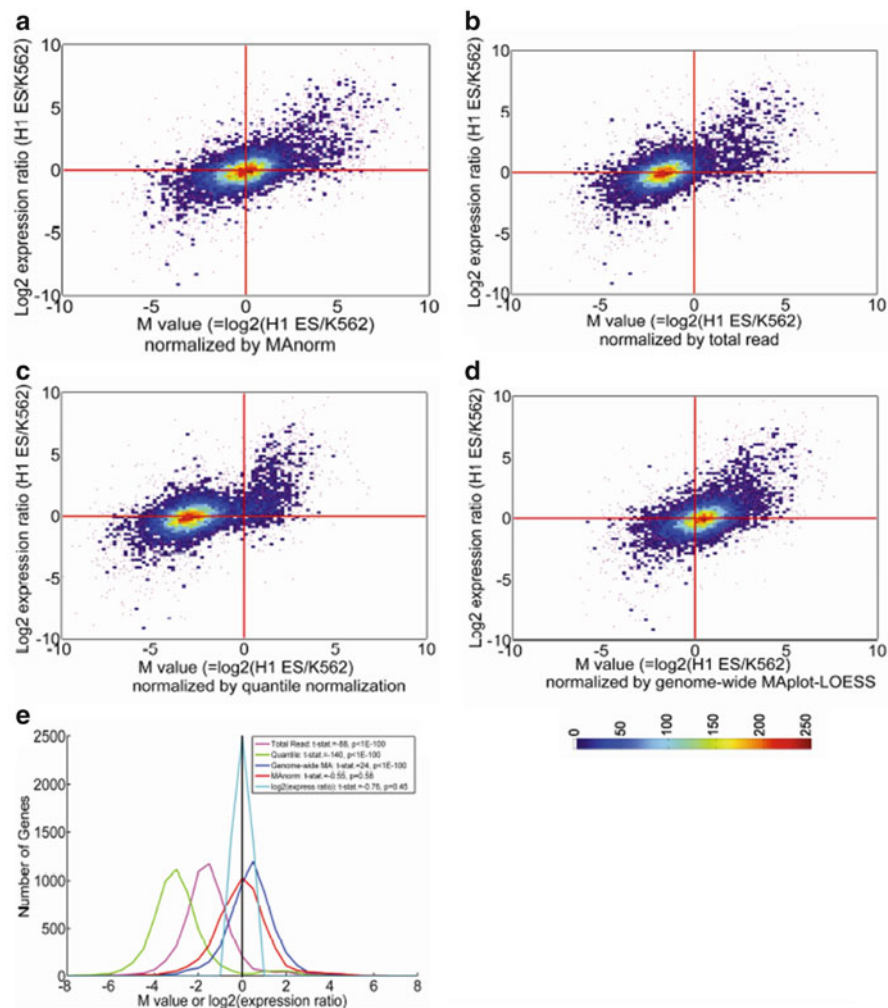 a
10
5
0
-5
-10
Log2 expression ratio (H1 ES/K562)
-10 -5 0 5 10
M value (=log2(H1 ES/K562)
normalized by MAnorm
b
10
5
0
-5
-10
Log2 expression ratio (H1 ES/K562)
-10 -5 0 5 10
M value (=log2(H1 ES/K562)
normalized by total read
c
10
5
0
-5
-10
Log2 expression ratio (H1 ES/K562)
-10 -5 0 5 10
M value (=log2(H1 ES/K562)
normalized by quantile normalization
d
10
5
0
-5
-10
Log2 expression ratio (H1 ES/K562)
-10 -5 0 5 10
M value (=log2(H1 ES/K562)
normalized by genome-wide MAplot-LOESS
0 50 100 150 200 250
e
2500
2000
1500
1000
500
0
Number of Genes
Total Read: t-stat.=-88, p<1E-100
Quantile: t-stat.=-140, p<1E-100
Genome-wide MA: t-stat.=24, p<1E-100
MAnorm: t-stat.=-0.55, p=0.58
log2(express ratio): t-stat.=-0.76, p=0.45
-8 -6 -4 -2 0 2 4 6 8
M value or log2(expression ratio)